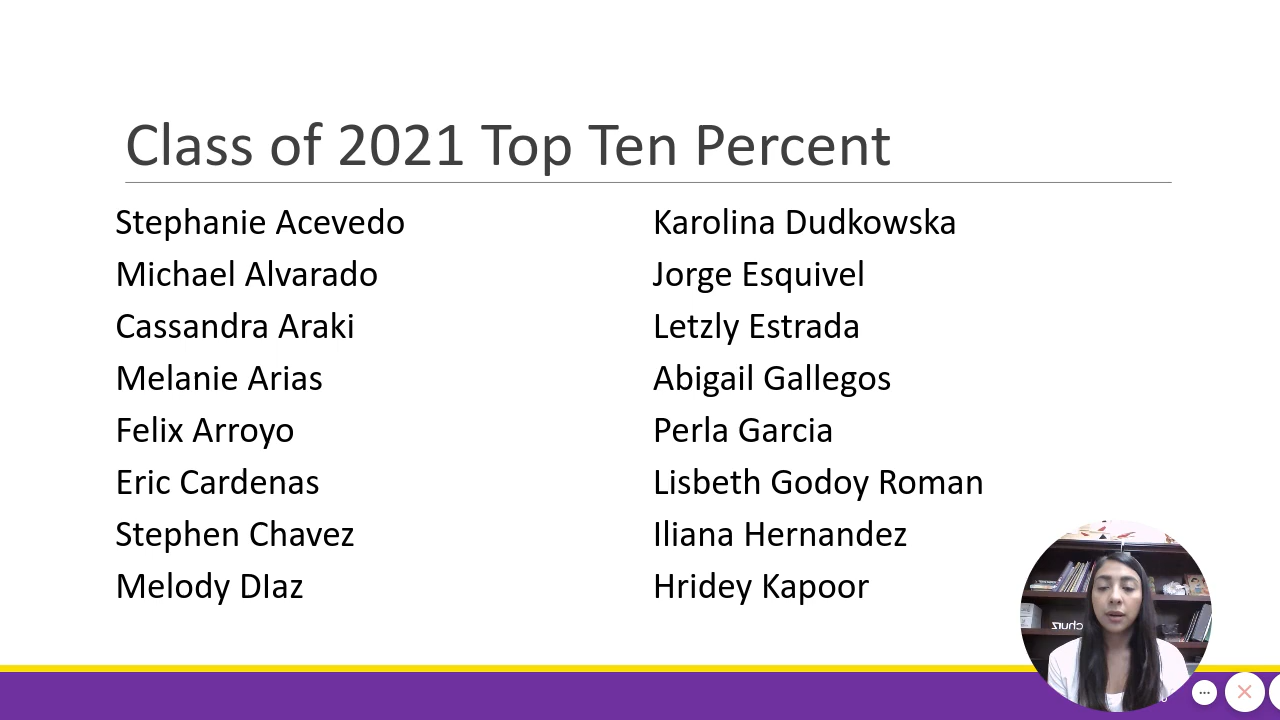 Class of 2021 Top Ten Percent
Stephanie Acevedo
Michael Alvarado
Cassandra Araki
Melanie Arias
Felix Arroyo
Eric Cardenas
Stephen Chavez
Melody DIaz
Karolina Dudkowska
Jorge Esquivel
Letzly Estrada
Abigail Gallegos
Perla Garcia
Lisbeth Godoy Roman
Iliana Hernandez
Hridey Kapoor